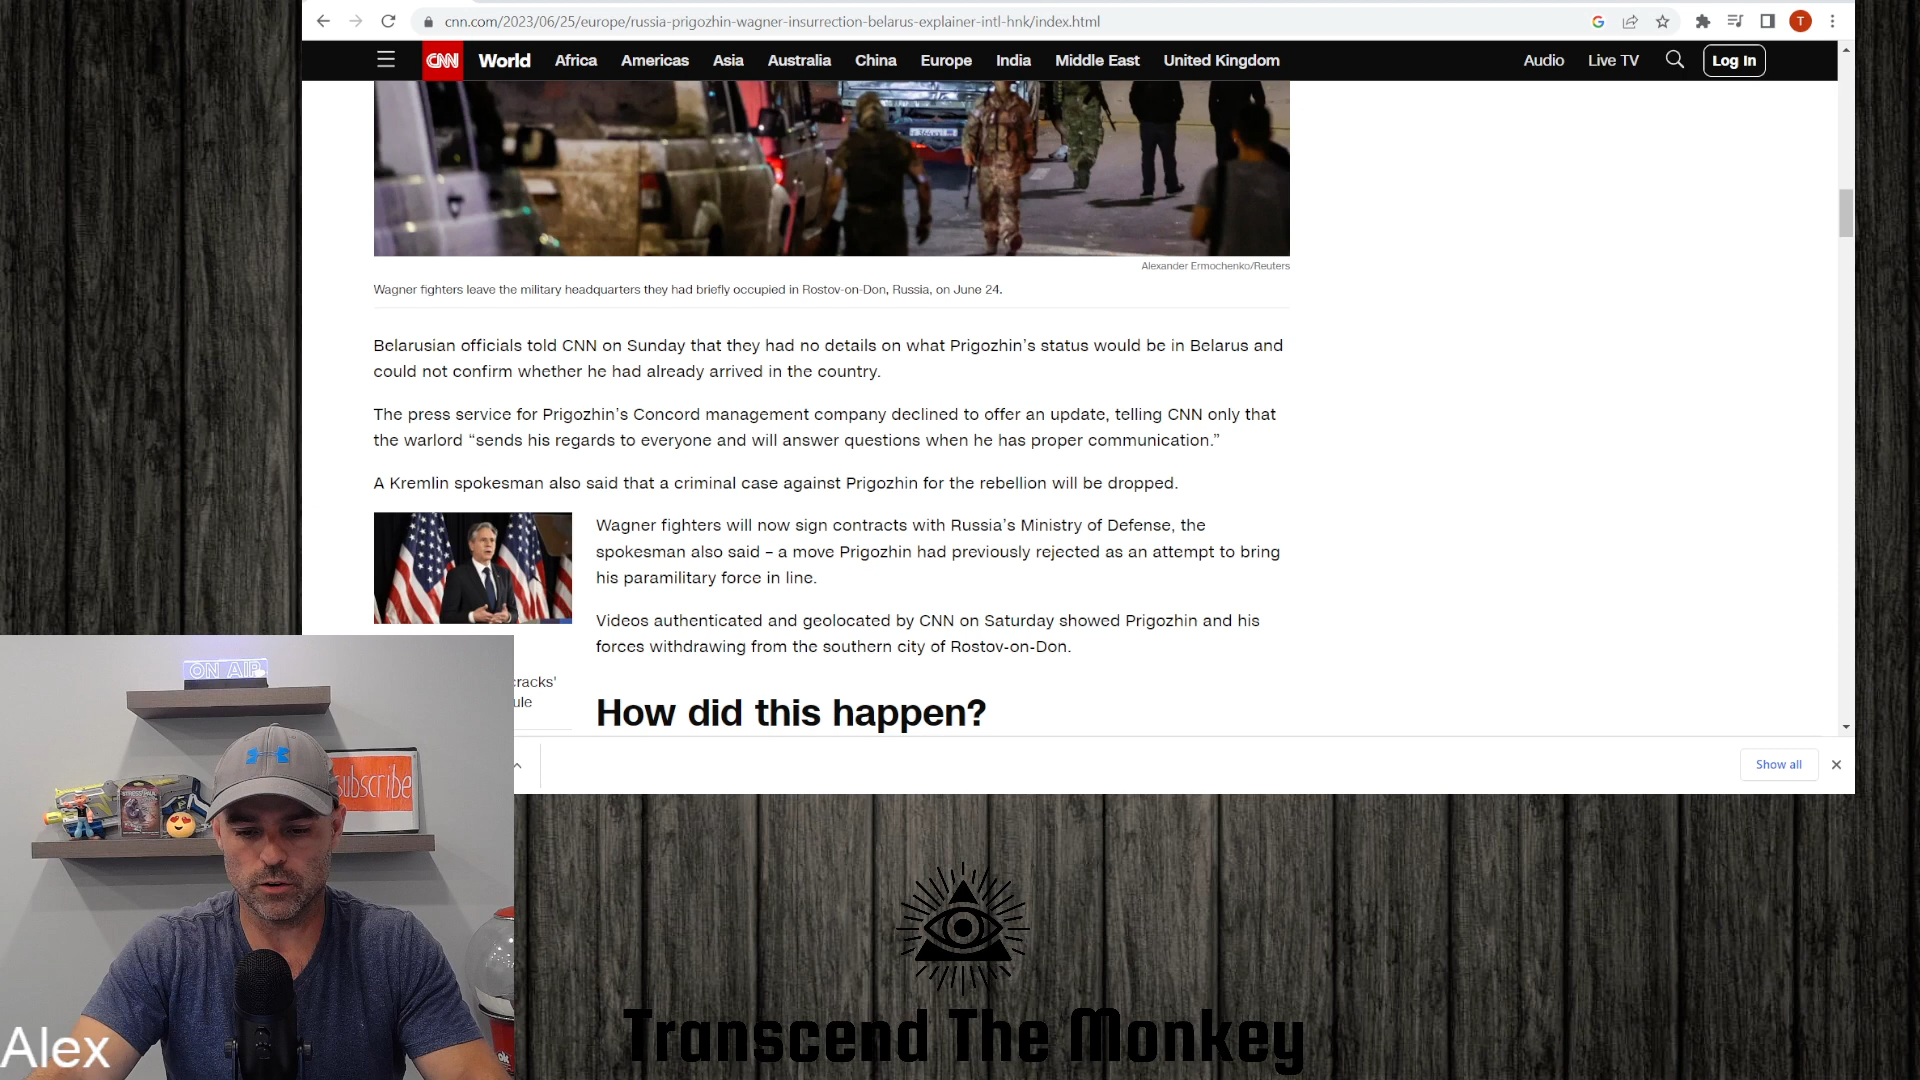 cnn.com/2023/06/25/europe/russia-prigozhin-wagner-insurrection-belarus-explainer-intl-hnk/index.html
T
CNN World Africa Americas Asia Australia China Europe India Middle East United Kingdom Audio Live TV Log In
Alexander Ermochenko/Reuters
Wagner fighters leave the military headquarters they had briefly occupied in Rostov-on-Don, Russia, on June 24.
Belarusian officials told CNN on Sunday that they had no details on what Prigozhin's status would be in Belarus and
could not confirm whether he had already arrived in the country.
The press service for Prigozhin's Concord management company declined to offer an update, telling CNN only that
the warlord “sends his regards to everyone and will answer questions when he has proper communication.”
A Kremlin spokesman also said that a criminal case against Prigozhin for the rebellion will be dropped.
Wagner fighters will now sign contracts with Russia's Ministry of Defense, the
spokesman also said – a move Prigozhin had previously rejected as an attempt to bring
his paramilitary force in line.
Videos authenticated and geolocated by CNN on Saturday showed Prigozhin and his
forces withdrawing from the southern city of Rostov-on-Don.
cracks'
ule
How did this happen?
Show all
ON AIR
subscribe
Alex
Transcend The Monkey